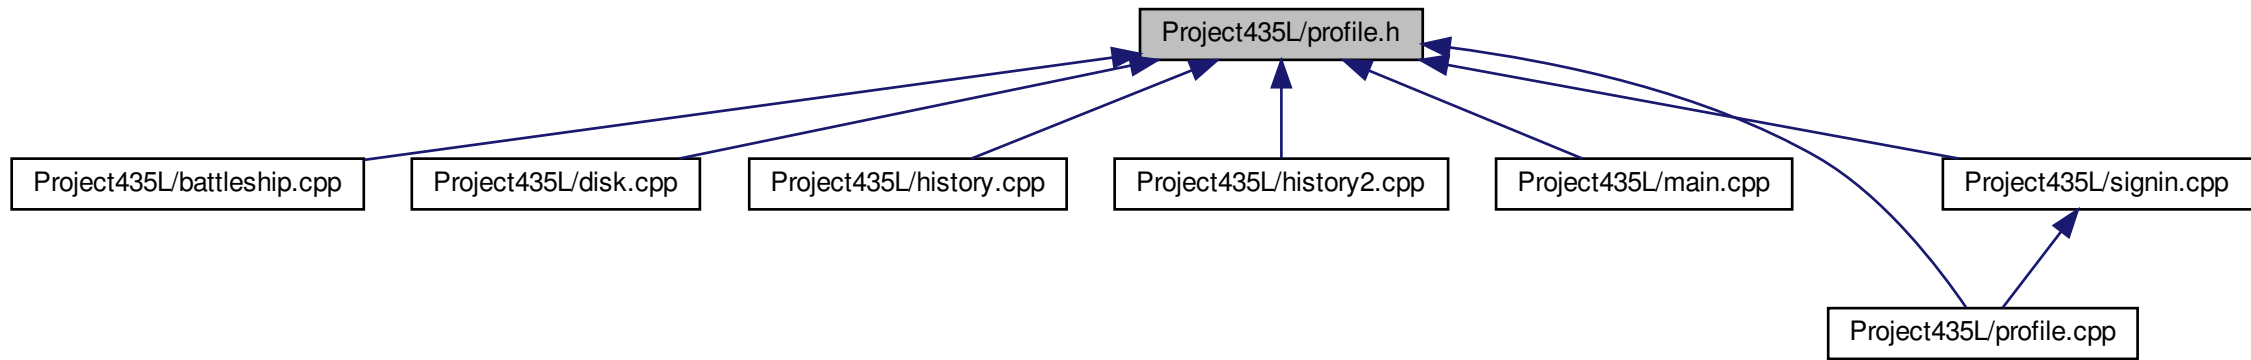 Project435L/profile.h
Project435L/battleship.cpp
Project435L/disk.cpp
Project435L/history.cpp
Project435L/history2.cpp
Project435L/main.cpp
Project435L/signin.cpp
Project435L/profile.cpp